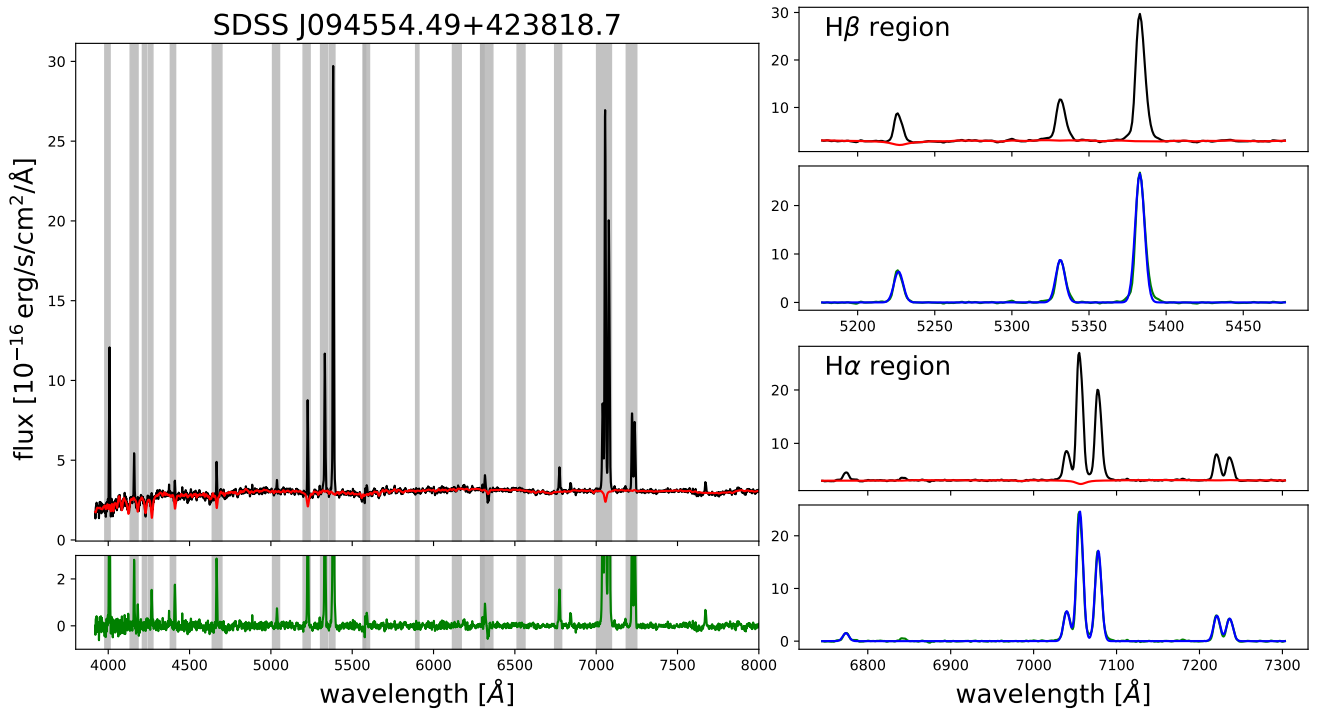 SDSS J094554.49+423818.7
flux [10⁻¹⁶ erg/s/cm²/Å]
30
25
20
15
10
5
0
2
0
4000 4500 5000 5500 6000 6500 7000 7500 8000
wavelength [Å]
Hβ region
30
20
10
20
10
0
5200 5250 5300 5350 5400 5450
Hα region
20
10
20
10
0
6800 6900 7000 7100 7200 7300
wavelength [Å]